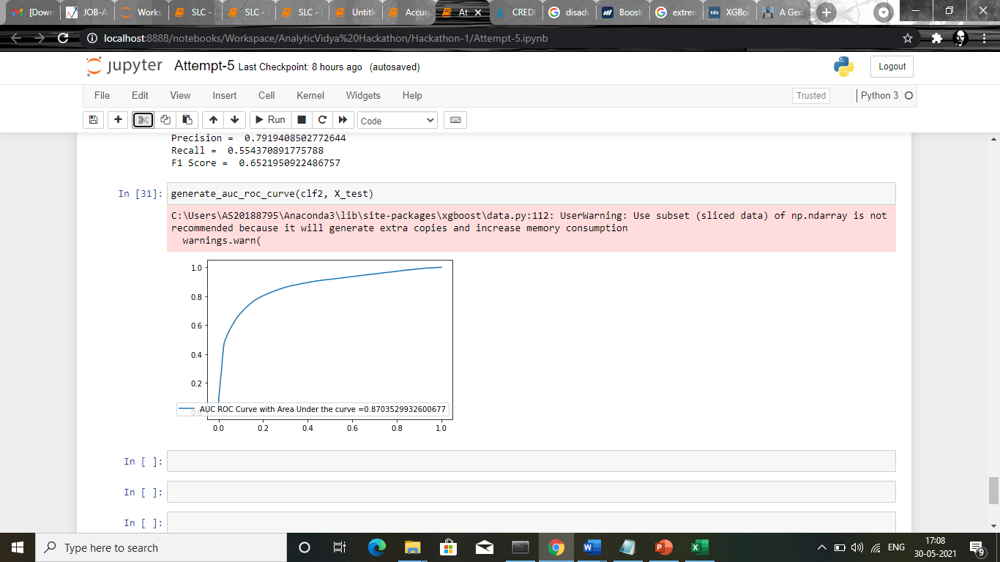 [Down
JOB-A
Works
SLC -
SLC -
SLC -
Untitle
Accur
At
CREDI
disadv
Boosti
extrem
tds
XGBo
A Gen
localhost:8888/notebooks/Workspace/AnalyticVidya%20Hackathon/Hackathon-1/Attempt-5.ipynb
jupyter Attempt-5 Last Checkpoint: 8 hours ago (autosaved)
Logout
File Edit View Insert Cell Kernel Widgets Help
Trusted
Python 3
Run
Code
Precision =  0.7919408502772644
Recall =  0.554370891775788
F1 Score =  0.6521950922486757
In [31]: generate_auc_roc_curve(clf2, X_test)
C:\Users\AS20188795\Anaconda3\lib\site-packages\xgboost\data.py:112: UserWarning: Use subset (sliced data) of np.ndarray is not
recommended because it will generate extra copies and increase memory consumption
  warnings.warn(
1.0
0.8
0.6
0.4
0.2
0.0
AUC ROC Curve with Area Under the curve =0.8703529932600677
0.0 0.2 0.4 0.6 0.8 1.0
In [ ]:
In [ ]:
In [ ]:
Type here to search
ENG
17:08
30-05-2021
9